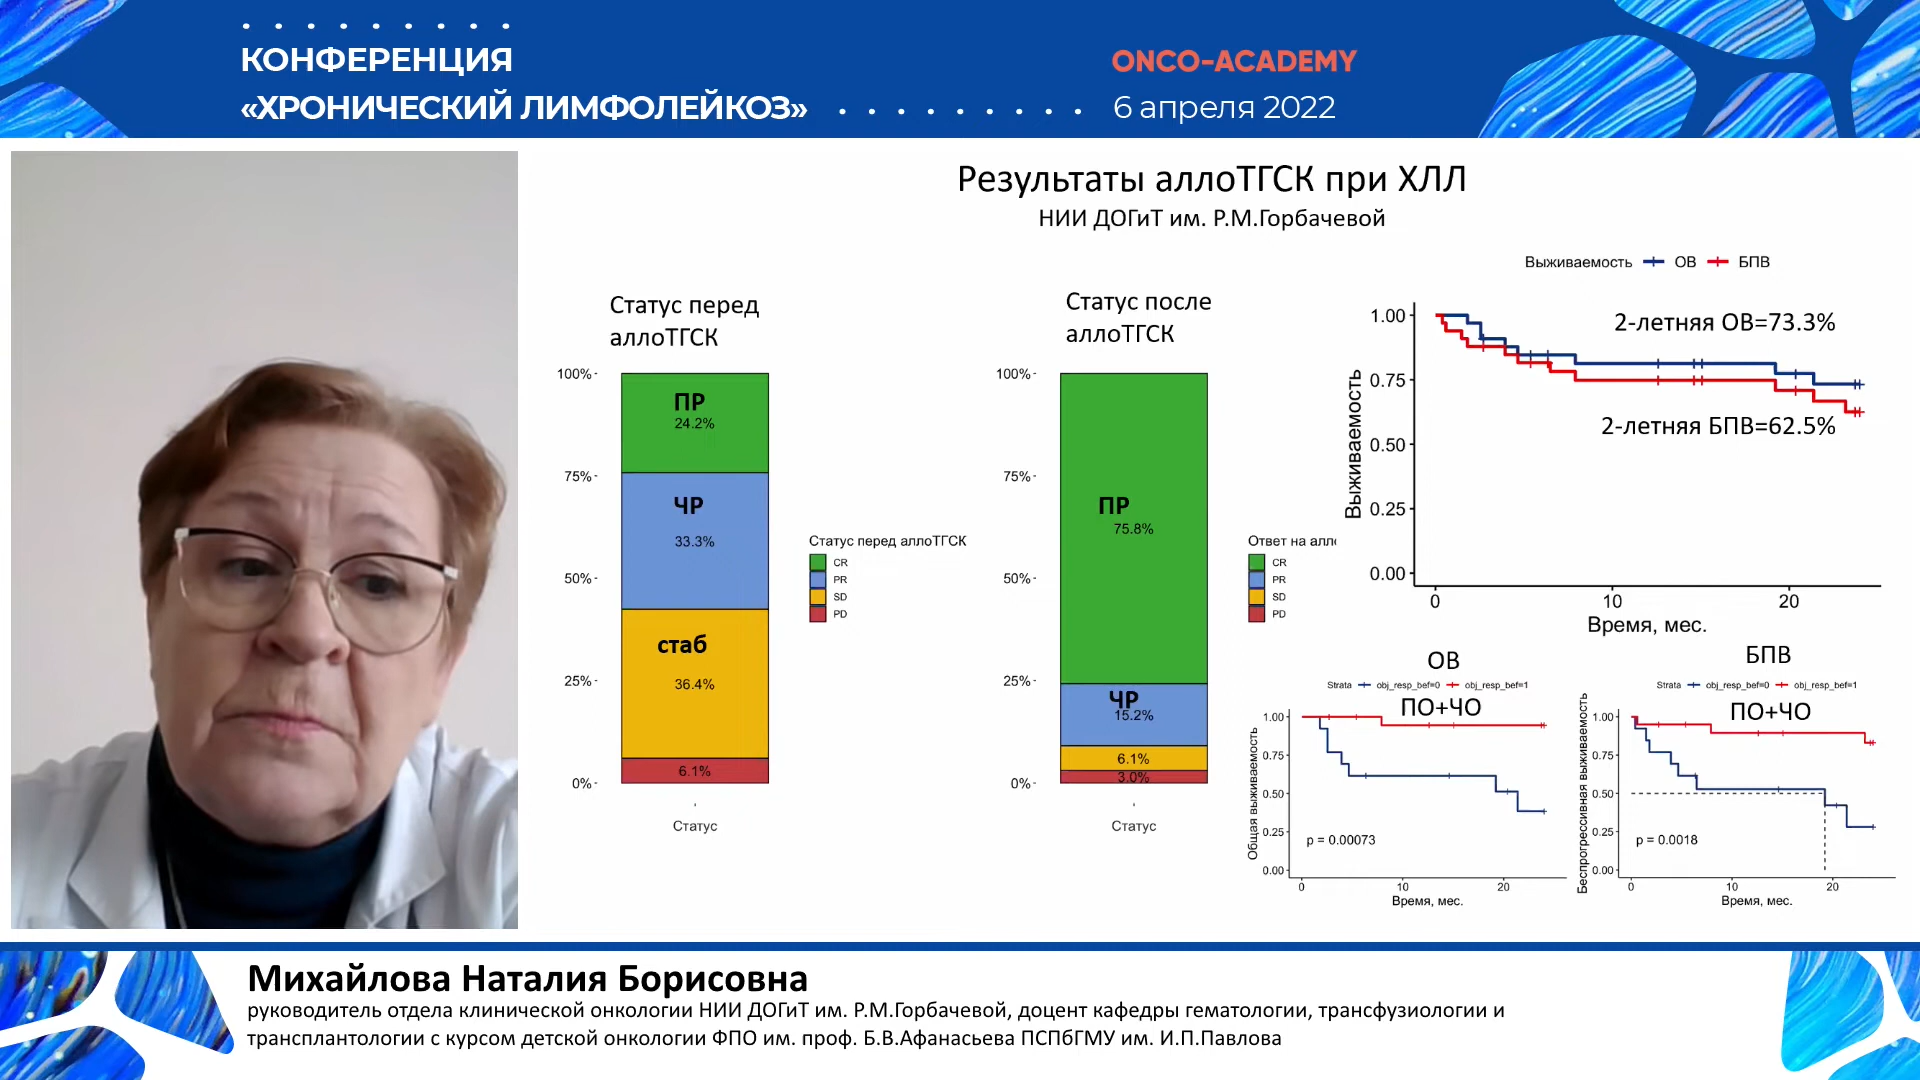 КОНФЕРЕНЦИЯ
«ХРОНИЧЕСКИЙ ЛИМФОЛЕЙКОЗ»
ONCO-ACADEMY
6 апреля 2022
Результаты аллоТГСК при ХЛЛ
НИИ ДОГиТ им. Р.М.Горбачевой
Статус перед
аллоТГСК
100%
75%
50%
25%
0%
ПР
24.2%
ЧР
33.3%
стаб
36.4%
6.1%
Статус
Статус перед аллоТГСК
CR
PR
SD
PD
Статус после
аллоТГСК
100%
75%
50%
25%
0%
ПР
75.8%
ЧР
15.2%
6.1%
3.0%
Статус
Ответ на алло
CR
PR
SD
PD
Выживаемость ОВ БПВ
2-летняя ОВ=73.3%
2-летняя БПВ=62.5%
Выживаемость
1.00
0.75
0.50
0.25
0.00
0 10 20
Время, мес.
ОВ
Strata obj_resp_bef=0 obj_resp_bef=1
ПО+ЧО
Общая выживаемость
1.00
0.75
0.50
0.25
0.00
p = 0.00073
0 10 20
Время, мес.
БПВ
Strata obj_resp_bef=0 obj_resp_bef=1
ПО+ЧО
Беспрогрессивная выживаемость
1.00
0.75
0.50
0.25
0.00
p = 0.0018
0 10 20
Время, мес.
Михайлова Наталия Борисовна
руководитель отдела клинической онкологии НИИ ДОГиТ им. Р.М.Горбачевой, доцент кафедры гематологии, трансфузиологии и
трансплантологии с курсом детской онкологии ФПО им. проф. Б.В.Афанасьева ПСПбГМУ им. И.П.Павлова